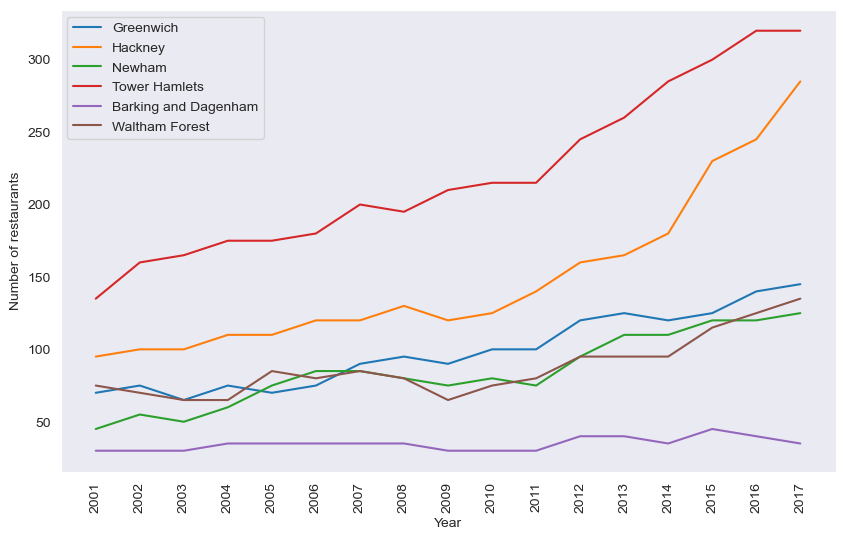 Greenwich
Hackney
Newham
Tower Hamlets
Barking and Dagenham
Waltham Forest
300
250
200
150
100
50
Number of restaurants
2001 2002 2003 2004 2005 2006 2007 2008 2009 2010 2011 2012 2013 2014 2015 2016 2017
Year